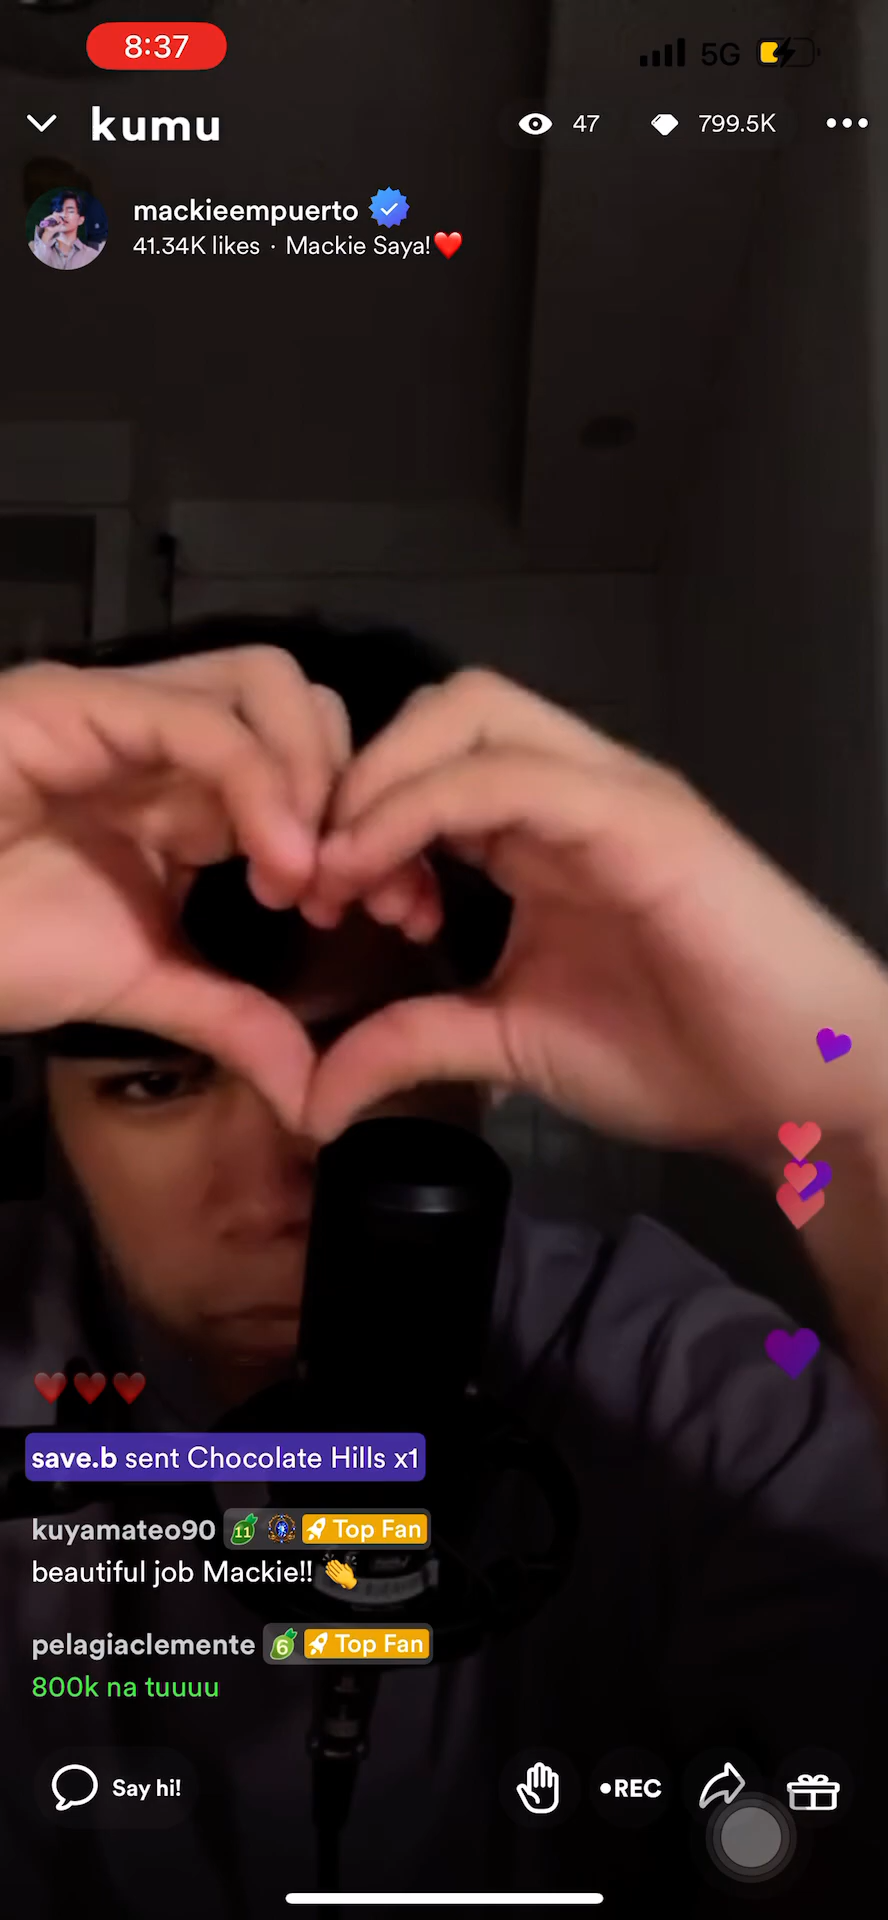 8:37
5G
kumu
47
799.5K
mackieempuerto
41.34K likes · Mackie Saya!❤️
❤️❤️❤️
save.b sent Chocolate Hills x1
kuyamateo90 11 Top Fan
beautiful job Mackie!! 👏
pelagiaclemente 6 Top Fan
800k na tuuuu
Say hi!
•REC